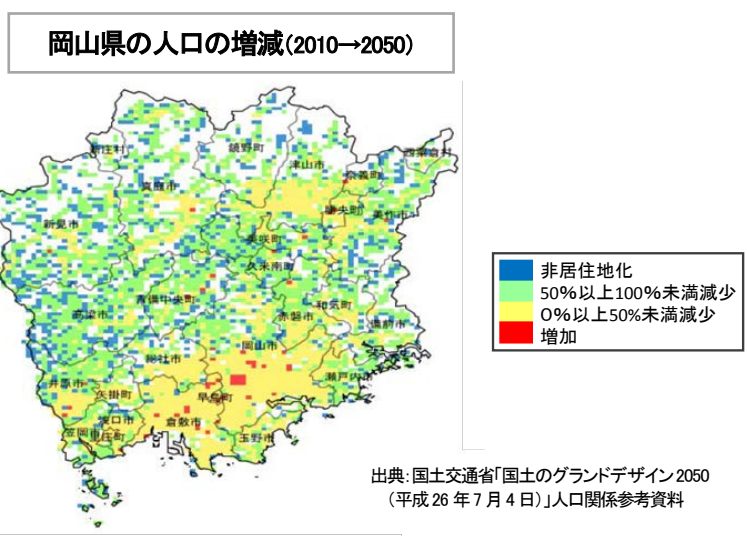 岡山県の人口の増減(2010→2050)
新庄村
鏡野町
西粟倉村
津山市
奈義町
真庭市
勝央町
美作市
新見市
美咲町
久米南町
吉備中央町
和気町
高梁市
赤磐市
備前市
岡山市
総社市
瀬戸内市
井原市
矢掛町
早島町
浅口市
倉敷市
笠岡市
里庄町
玉野市
非居住地化
50%以上100%未満減少
0%以上50%未満減少
増加
出典:国土交通省「国土のグランドデザイン2050
(平成26年7月4日)」人口関係参考資料